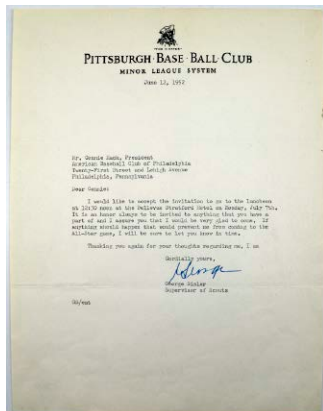 PITTSBURGH·BASE·BALL·CLUB
MINOR LEAGUE SYSTEM
June 12, 1952
Mr. Connie Mack, President
American Baseball Club of Philadelphia
Twenty-First Street and Lehigh Avenue
Philadelphia, Pennsylvania
Dear Connie:
I would like to accept the invitation to go to the luncheon
at 12:30 noon at the Bellevue Stratford Hotel on Monday, July 7th.
It is an honor always to be invited to anything that you have a
part of and I assure you that I would be very glad to come. If
anything should happen that would prevent me from coming to the
All-Star game, I will be sure to let you know in time.
Thanking you again for your thoughts regarding me, I am
Cordially yours,
George
George Sisler
Supervisor of Scouts